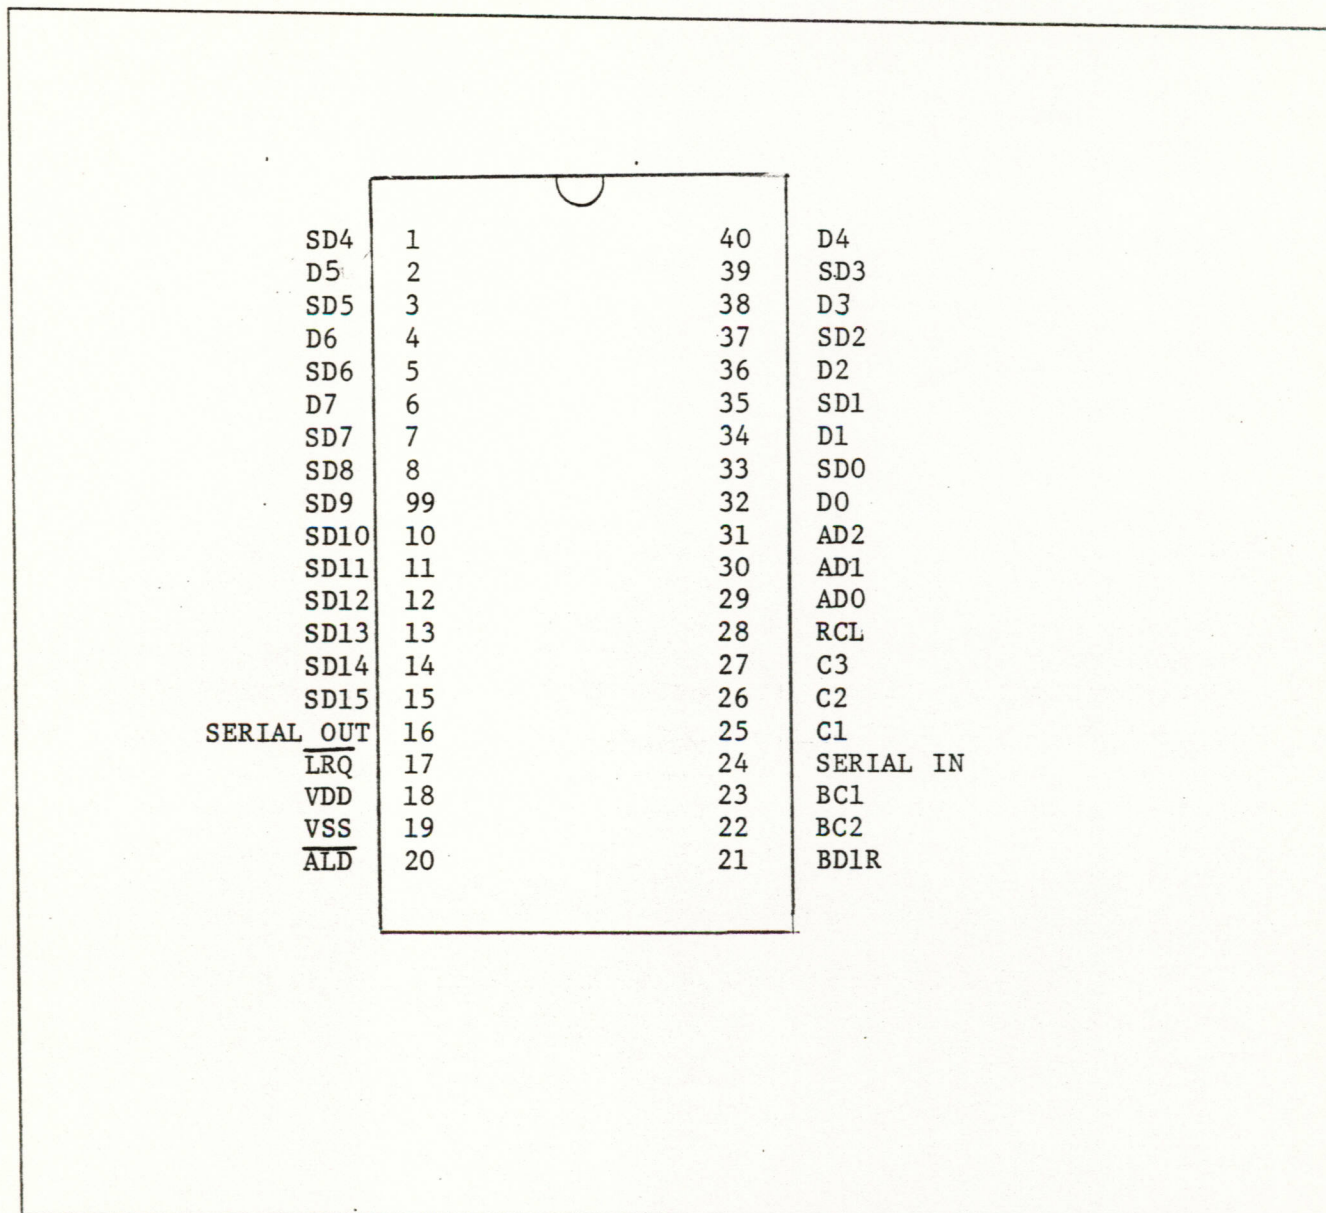 SD4 1 40 D4
D5 2 39 SD3
SD5 3 38 D3
D6 4 37 SD2
SD6 5 36 D2
D7 6 35 SD1
SD7 7 34 D1
SD8 8 33 SD0
SD9 99 32 D0
SD10 10 31 AD2
SD11 11 30 AD1
SD12 12 29 AD0
SD13 13 28 RCL
SD14 14 27 C3
SD15 15 26 C2
SERIAL OUT 16 25 C1
L̅R̅Q̅ 17 24 SERIAL IN
VDD 18 23 BC1
VSS 19 22 BC2
A̅L̅D̅ 20 21 BD1R